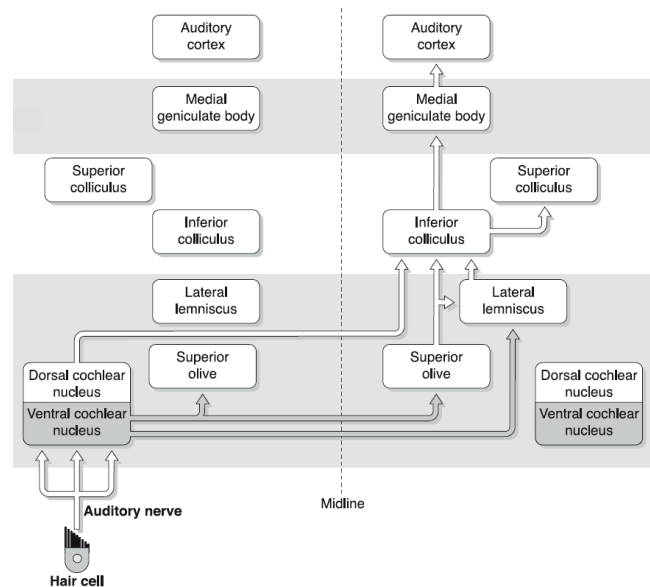 Auditory
cortex
Auditory
cortex
Medial
geniculate body
Medial
geniculate body
Superior
colliculus
Superior
colliculus
Inferior
colliculus
Inferior
colliculus
Lateral
lemniscus
Lateral
lemniscus
Superior
olive
Superior
olive
Dorsal cochlear
nucleus
Ventral cochlear
nucleus
Dorsal cochlear
nucleus
Ventral cochlear
nucleus
Midline
Auditory nerve
Hair cell